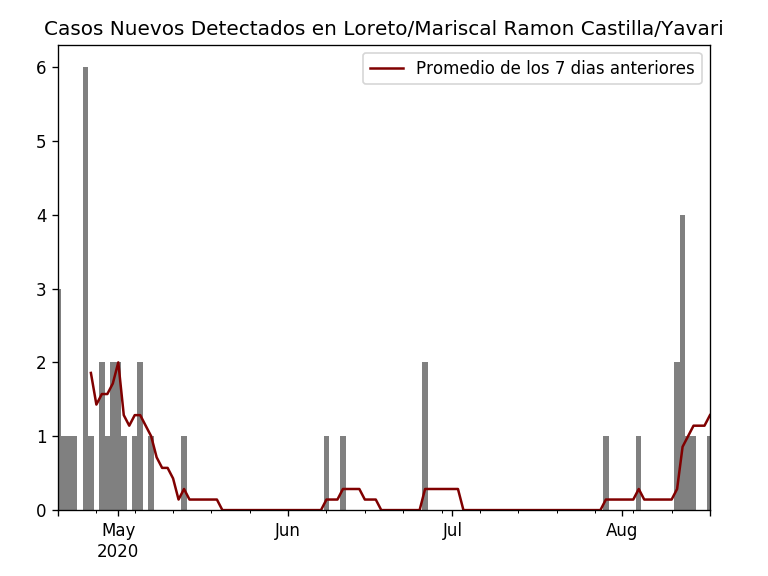 Casos Nuevos Detectados en Loreto/Mariscal Ramon Castilla/Yavari
Promedio de los 7 dias anteriores
6
5
4
3
2
1
0
May
2020
Jun
Jul
Aug